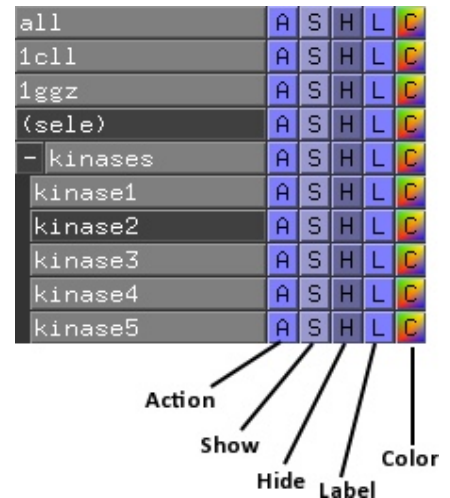 all A S H L C
1cll A S H L C
1ggz A S H L C
(sele) A S H L C
- kinases A S H L C
kinase1 A S H L C
kinase2 A S H L C
kinase3 A S H L C
kinase4 A S H L C
kinase5 A S H L C
Action
Show
Hide
Label
Color